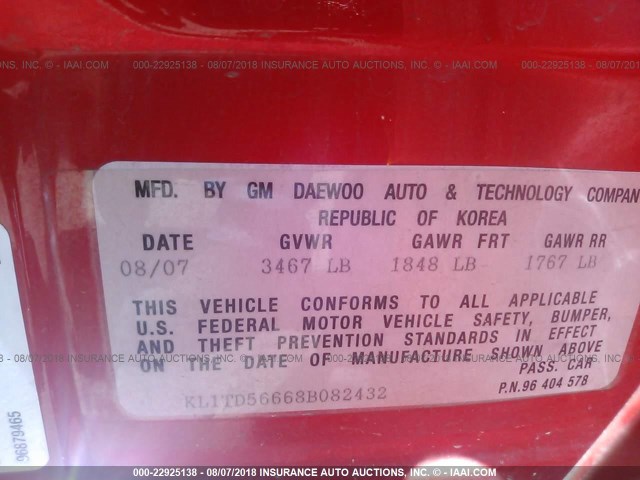 000-22925138 - 08/07/2018 INSURANCE AUTO AUCTIONS, INC. © - IAAI.COM
MFD. BY GM DAEWOO AUTO & TECHNOLOGY COMPAN
REPUBLIC OF KOREA
DATE GVWR GAWR FRT GAWR RR
08/07 3467 LB 1848 LB 1767 LB
THIS VEHICLE CONFORMS TO ALL APPLICABLE
U.S. FEDERAL MOTOR VEHICLE SAFETY, BUMPER,
AND THEFT PREVENTION STANDARDS IN EFFECT
ON THE DATE OF MANUFACTURE SHOWN ABOVE
PASS. CAR
P.N.96 404 578
KL1TD56668B082432
96879465
000-22925138 - 08/07/2018 INSURANCE AUTO AUCTIONS, INC. © - IAAI.COM